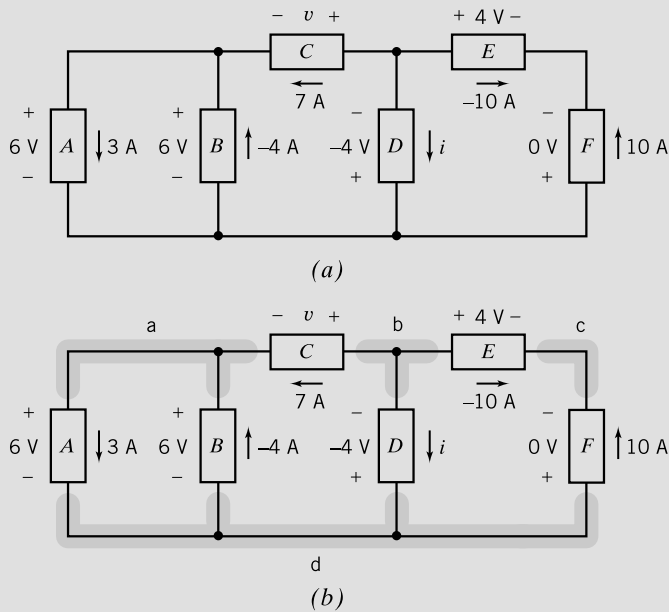 − v +
+ 4 V −
C
E
7 A
−10 A
+ + − −
6 V A 3 A 6 V B −4 A −4 V D i 0 V F 10 A
− − + +
(a)
a − v + b + 4 V − c
C
E
7 A
−10 A
+ + − −
6 V A 3 A 6 V B −4 A −4 V D i 0 V F 10 A
− − + +
d
(b)